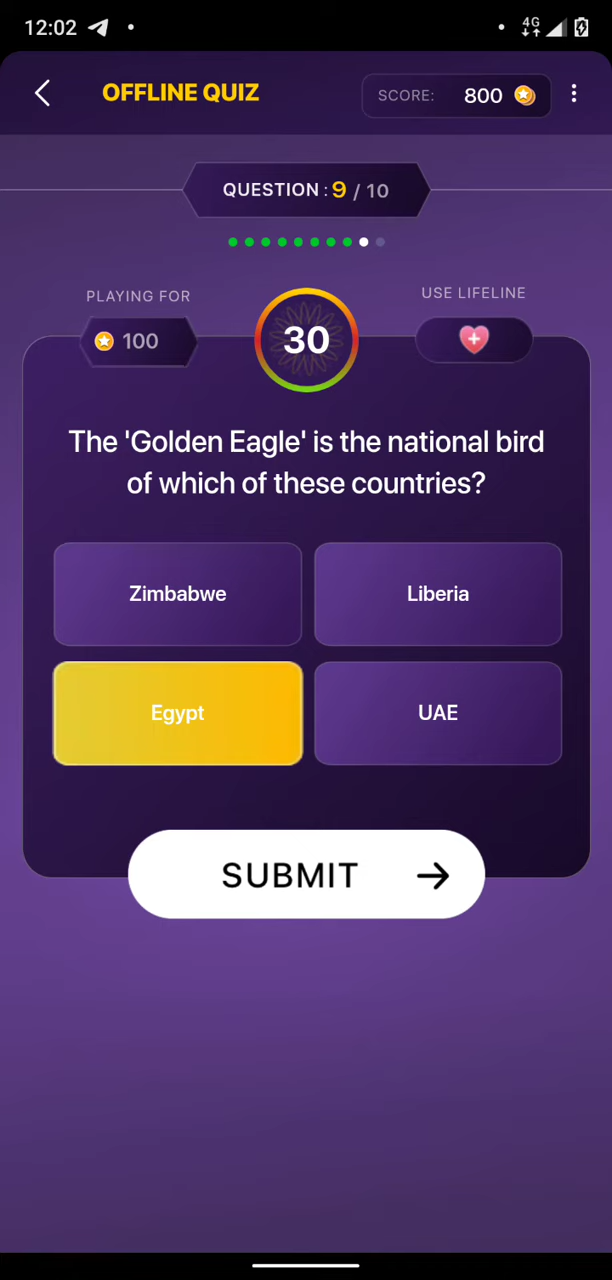 12:02
4G
OFFLINE QUIZ
SCORE: 800
QUESTION : 9 / 10
PLAYING FOR
USE LIFELINE
100
30
The 'Golden Eagle' is the national bird
of which of these countries?
Zimbabwe
Liberia
Egypt
UAE
SUBMIT